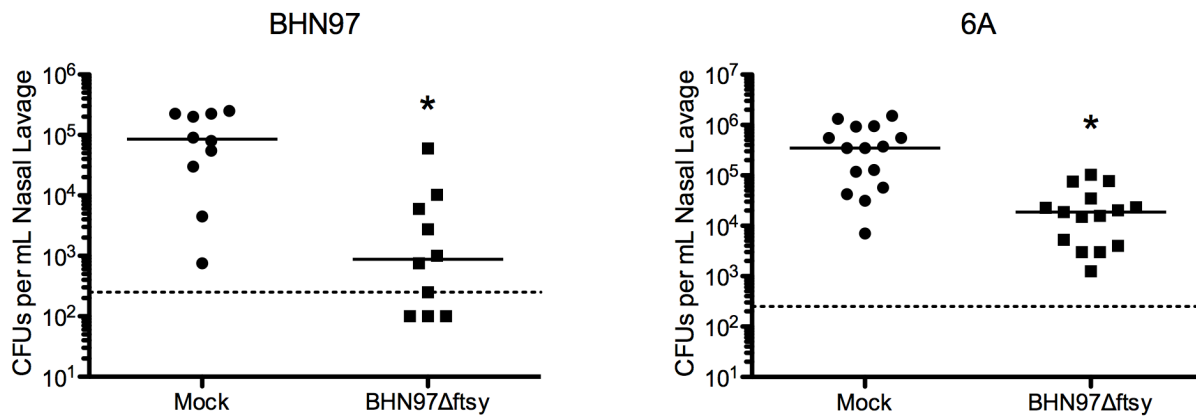 BHN97
CFUs per mL Nasal Lavage
10^6
10^5
10^4
10^3
10^2
10^1
*
Mock
BHN97Δftsy
6A
CFUs per mL Nasal Lavage
10^7
10^6
10^5
10^4
10^3
10^2
10^1
*
Mock
BHN97Δftsy